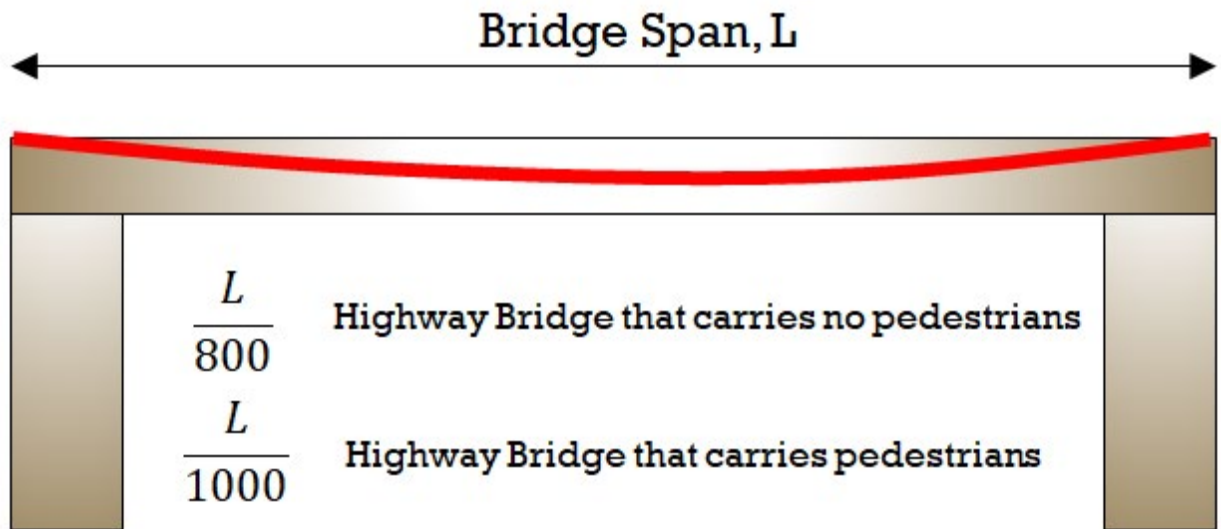 Bridge Span, L
L
800
Highway Bridge that carries no pedestrians
L
1000
Highway Bridge that carries pedestrians